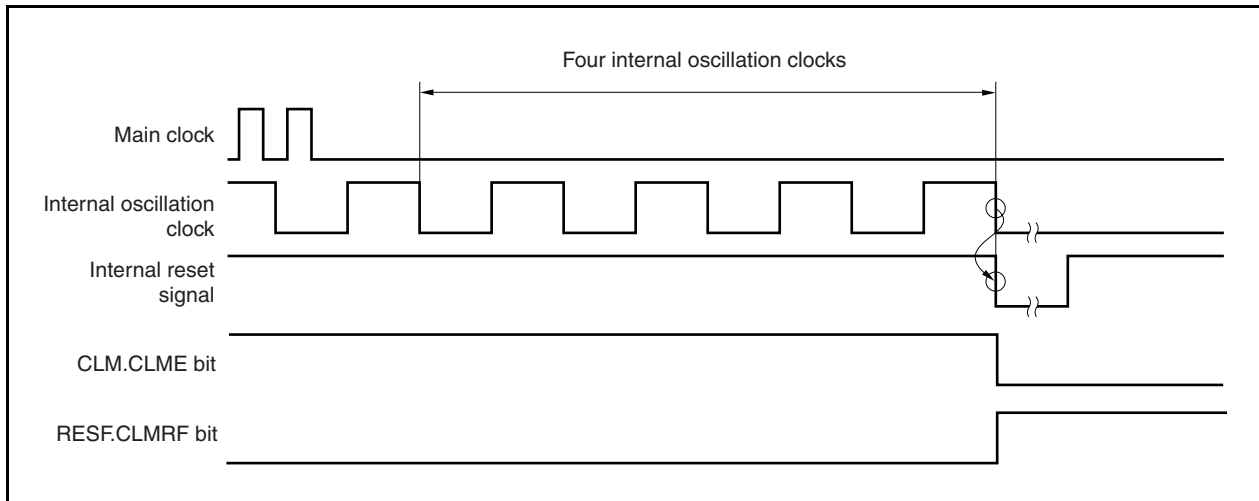 Four internal oscillation clocks
Main clock
Internal oscillation
clock
Internal reset
signal
CLM.CLME bit
RESF.CLMRF bit